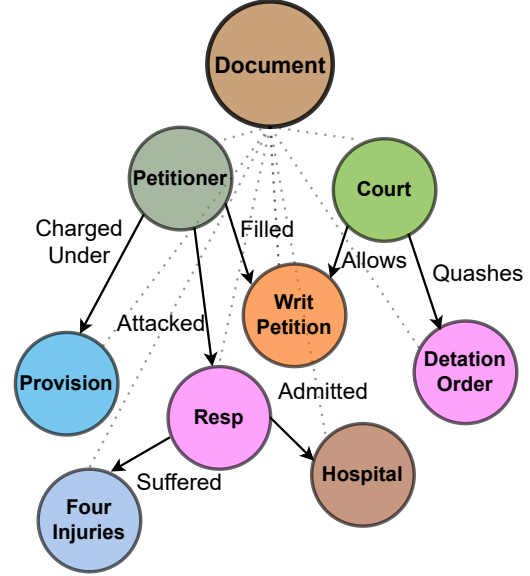 Document
Petitioner
Court
Charged
Under
Filled
Allows
Quashes
Attacked
Writ
Petition
Provision
Detation
Order
Admitted
Resp
Suffered
Hospital
Four
Injuries